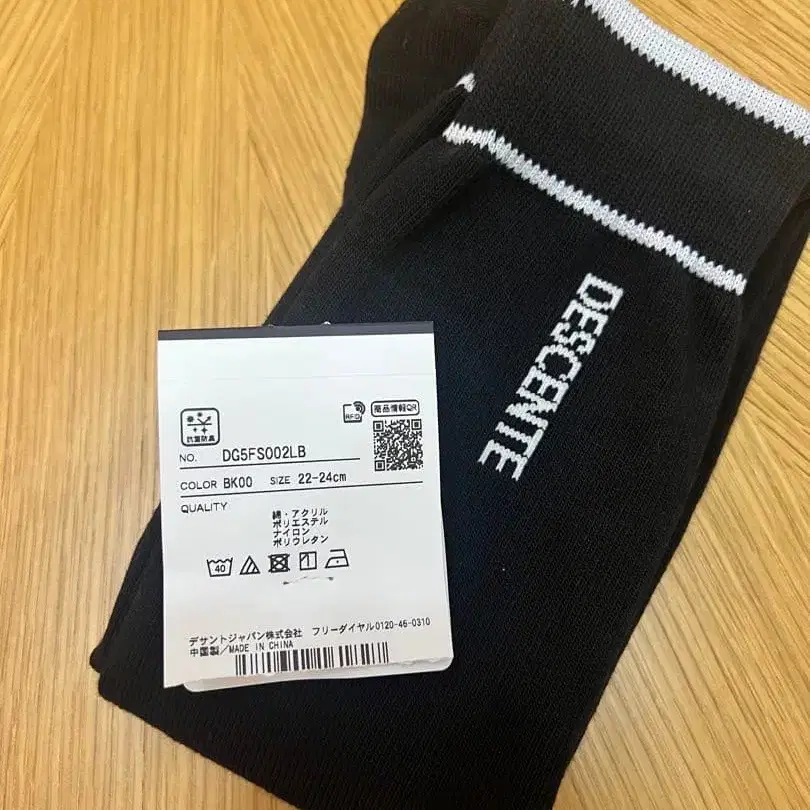 DESCENTE
RFID
商品情報QR
抗菌防臭
NO. DG5FS002LB
COLOR BK00 SIZE 22-24cm
QUALITY
綿・アクリル
ポリエステル
ナイロン
ポリウレタン
40
デサントジャパン株式会社 フリーダイヤル0120-46-0310
中国製/MADE IN CHINA